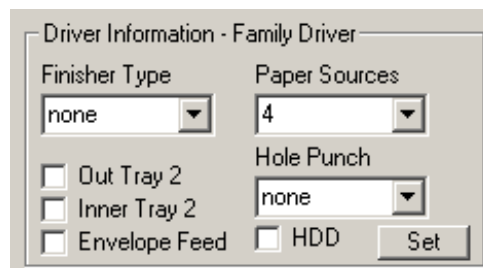 Driver Information - Family Driver
Finisher Type
none
Paper Sources
4
Out Tray 2
Inner Tray 2
Envelope Feed
Hole Punch
none
HDD
Set